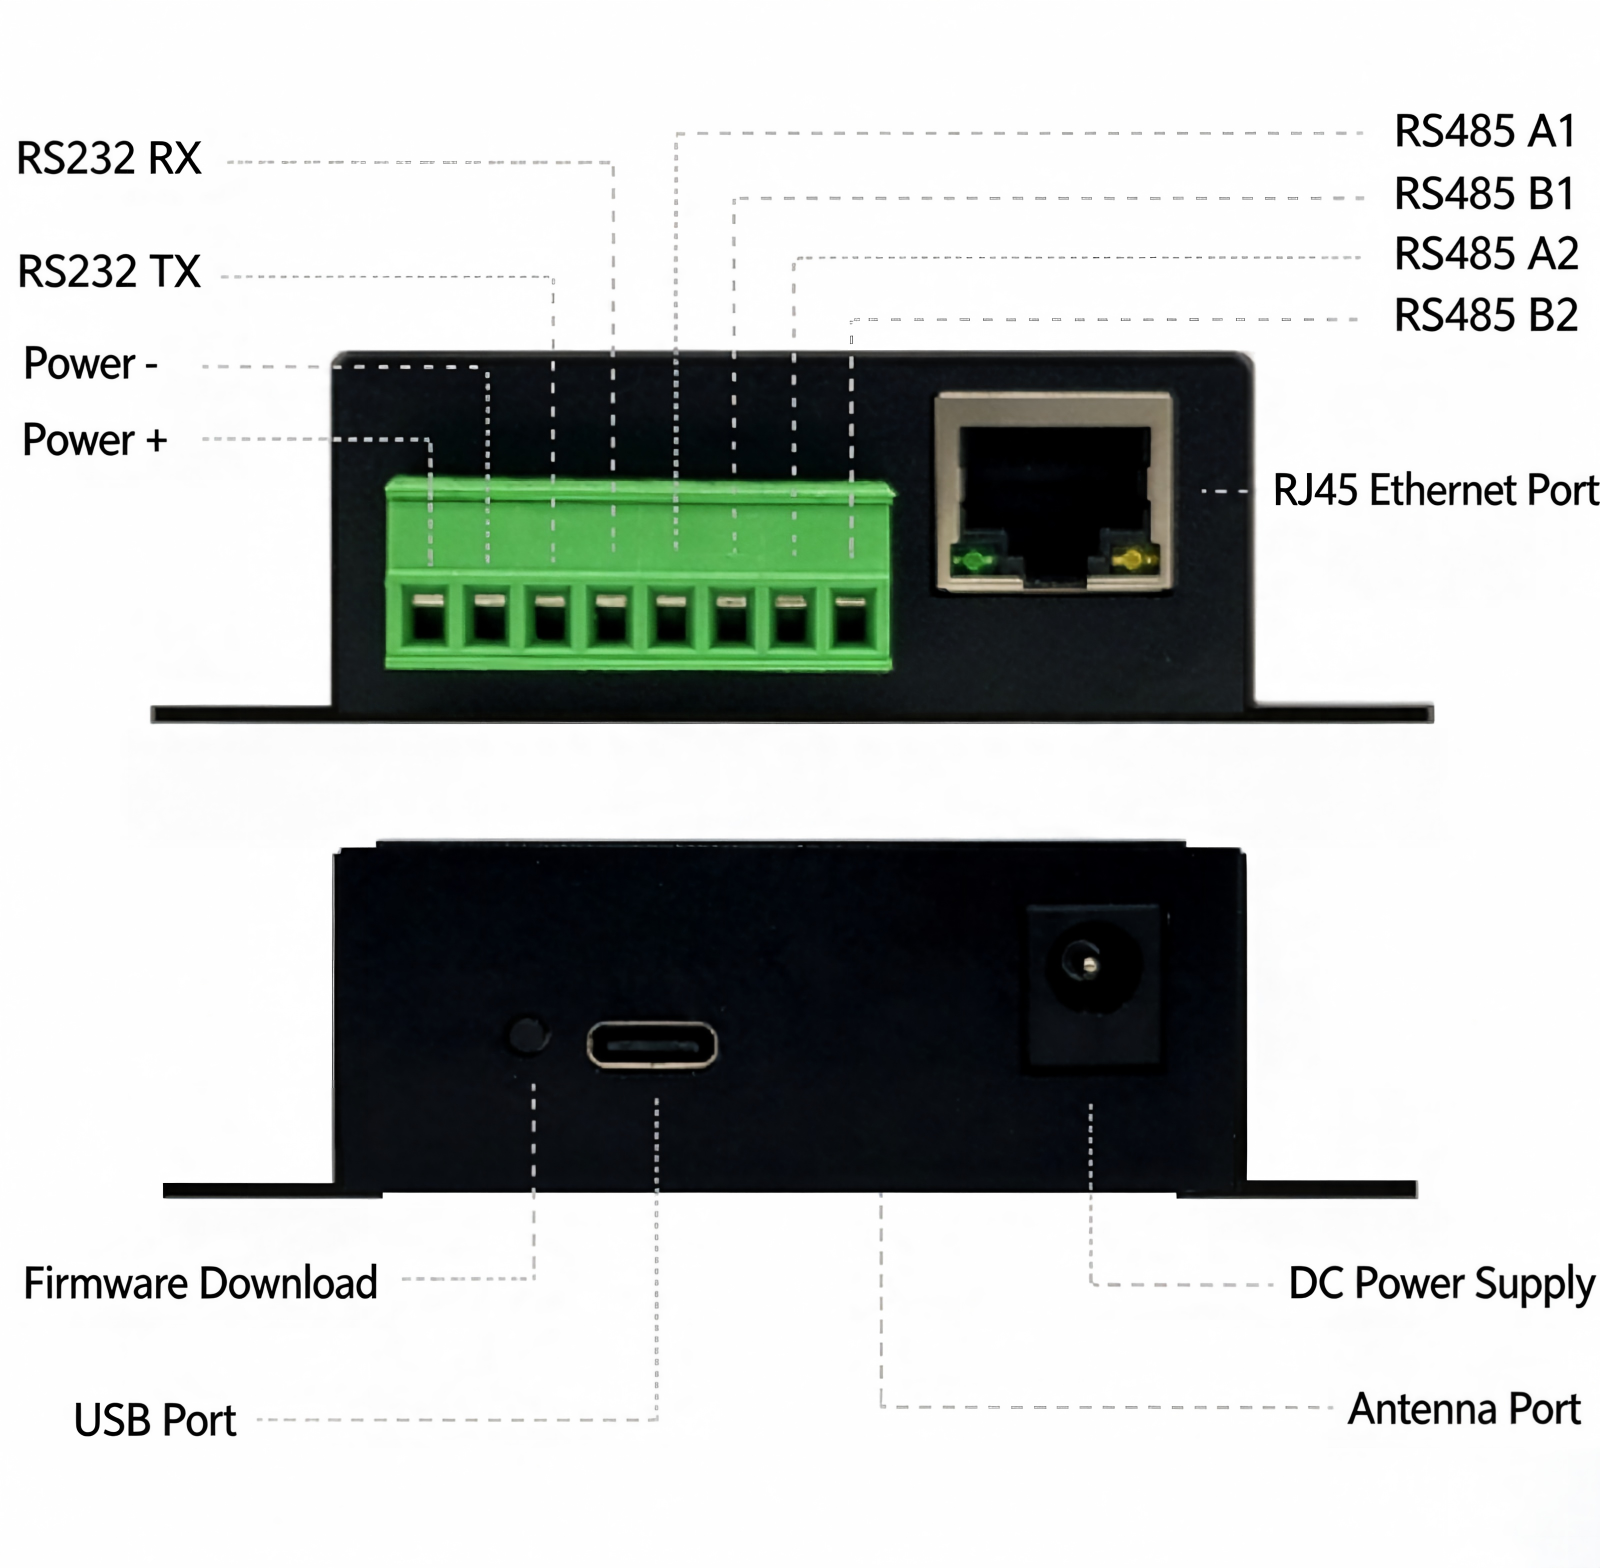 RS232 RX
RS232 TX
Power -
Power +
RS485 A1
RS485 B1
RS485 A2
RS485 B2
RJ45 Ethernet Port
Firmware Download
USB Port
DC Power Supply
Antenna Port